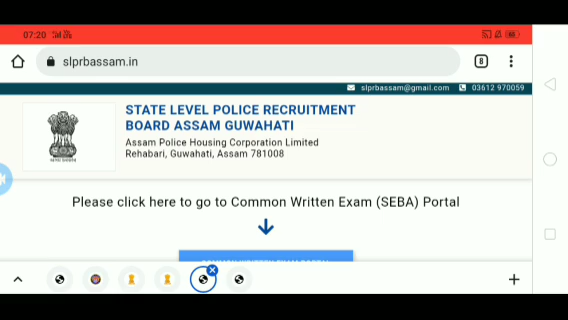 07:20
8
slprbassam.in
slprbassam@gmail.com 03612 970059
STATE LEVEL POLICE RECRUITMENT
BOARD ASSAM GUWAHATI
Assam Police Housing Corporation Limited
Rehabari, Guwahati, Assam 781008
Please click here to go to Common Written Exam (SEBA) Portal